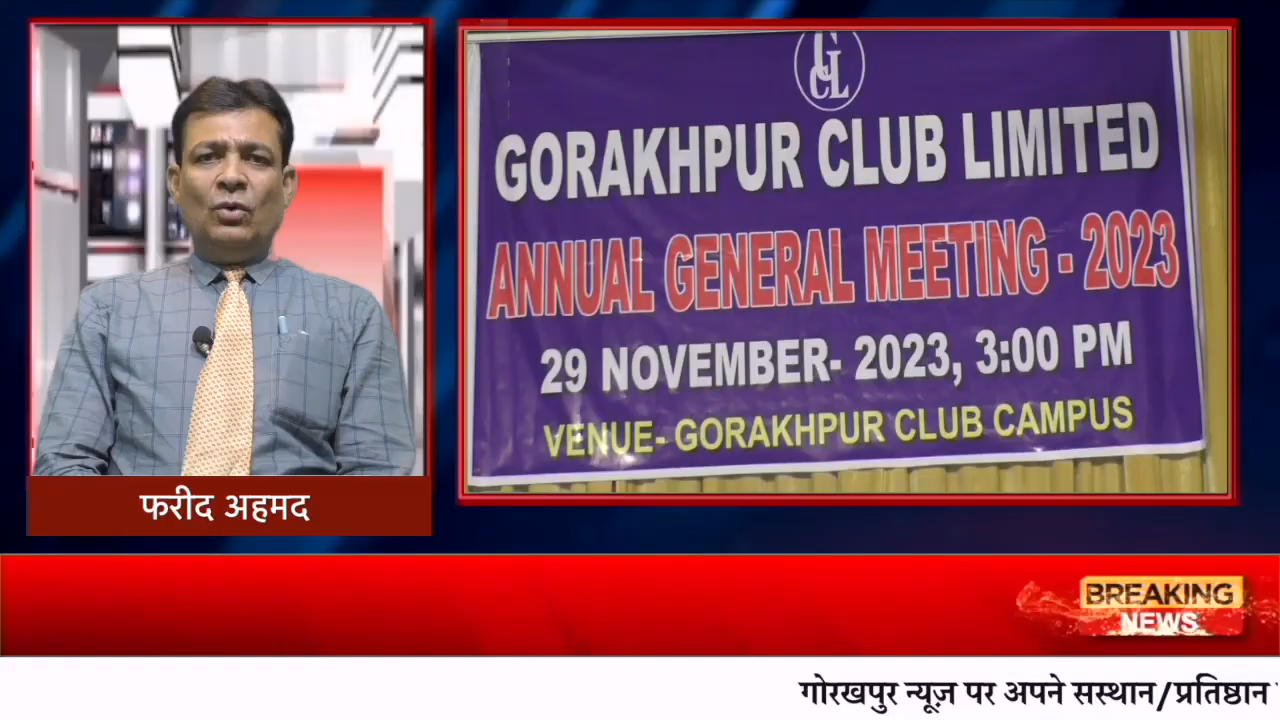 GCL
GORAKHPUR CLUB LIMITED
ANNUAL GENERAL MEETING - 2023
29 NOVEMBER- 2023, 3:00 PM
VENUE- GORAKHPUR CLUB CAMPUS
फरीद अहमद
BREAKING
NEWS
गोरखपुर न्यूज़ पर अपने सस्थान/प्रतिष्ठान